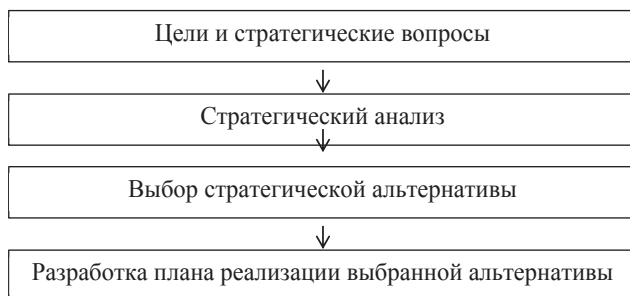 Цели и стратегические вопросы
Стратегический анализ
Выбор стратегической альтернативы
Разработка плана реализации выбранной альтернативы